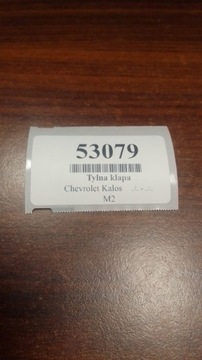 53079
Tylna klapa
Chevrolet Kalos
M2